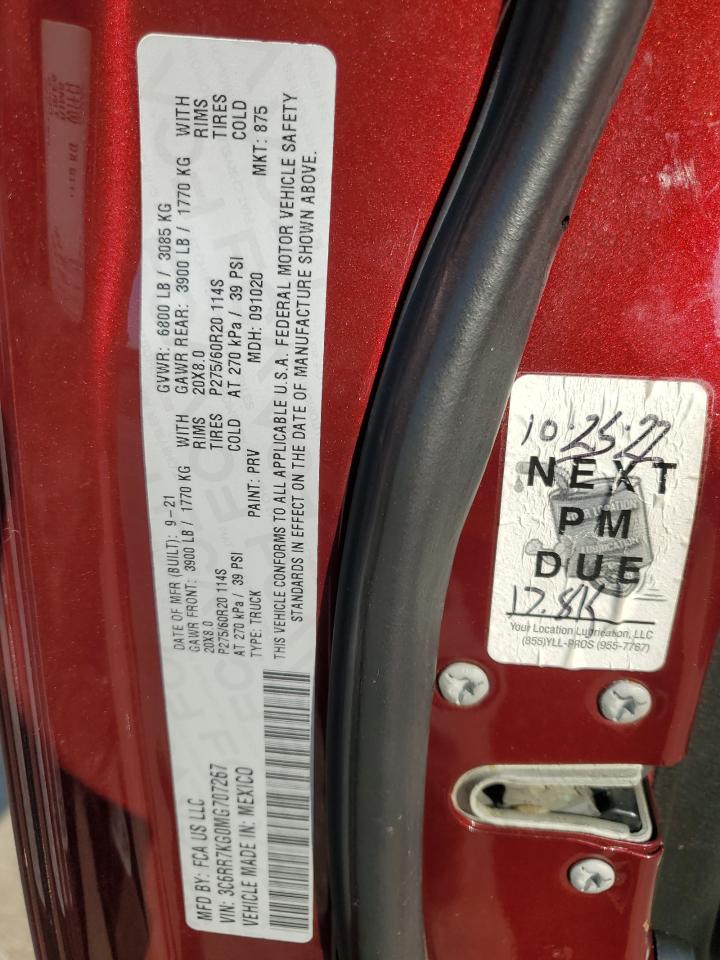 MFD BY: FCA US LLC
DATE OF MFR (BUILT): 9-21
GVWR: 6800 LB / 3085 KG
GAWR FRONT: 3900 LB / 1770 KG WITH
GAWR REAR: 3900 LB / 1770 KG WITH
20X8.0 RIMS
20X8.0 RIMS
P275/60R20 114S TIRES
P275/60R20 114S TIRES
AT 270 kPa / 39 PSI COLD
AT 270 kPa / 39 PSI COLD
VIN: 3C6RR7KG0MG707267
TYPE: TRUCK PAINT: PRV MDH: 091020 MKT: 875
VEHICLE MADE IN: MEXICO
THIS VEHICLE CONFORMS TO ALL APPLICABLE U.S.A. FEDERAL MOTOR VEHICLE SAFETY
STANDARDS IN EFFECT ON THE DATE OF MANUFACTURE SHOWN ABOVE.
10·25·22
NEXT
PM
DUE
Your Location Lubrication, LLC
(855)YLL-PROS (955-7767)